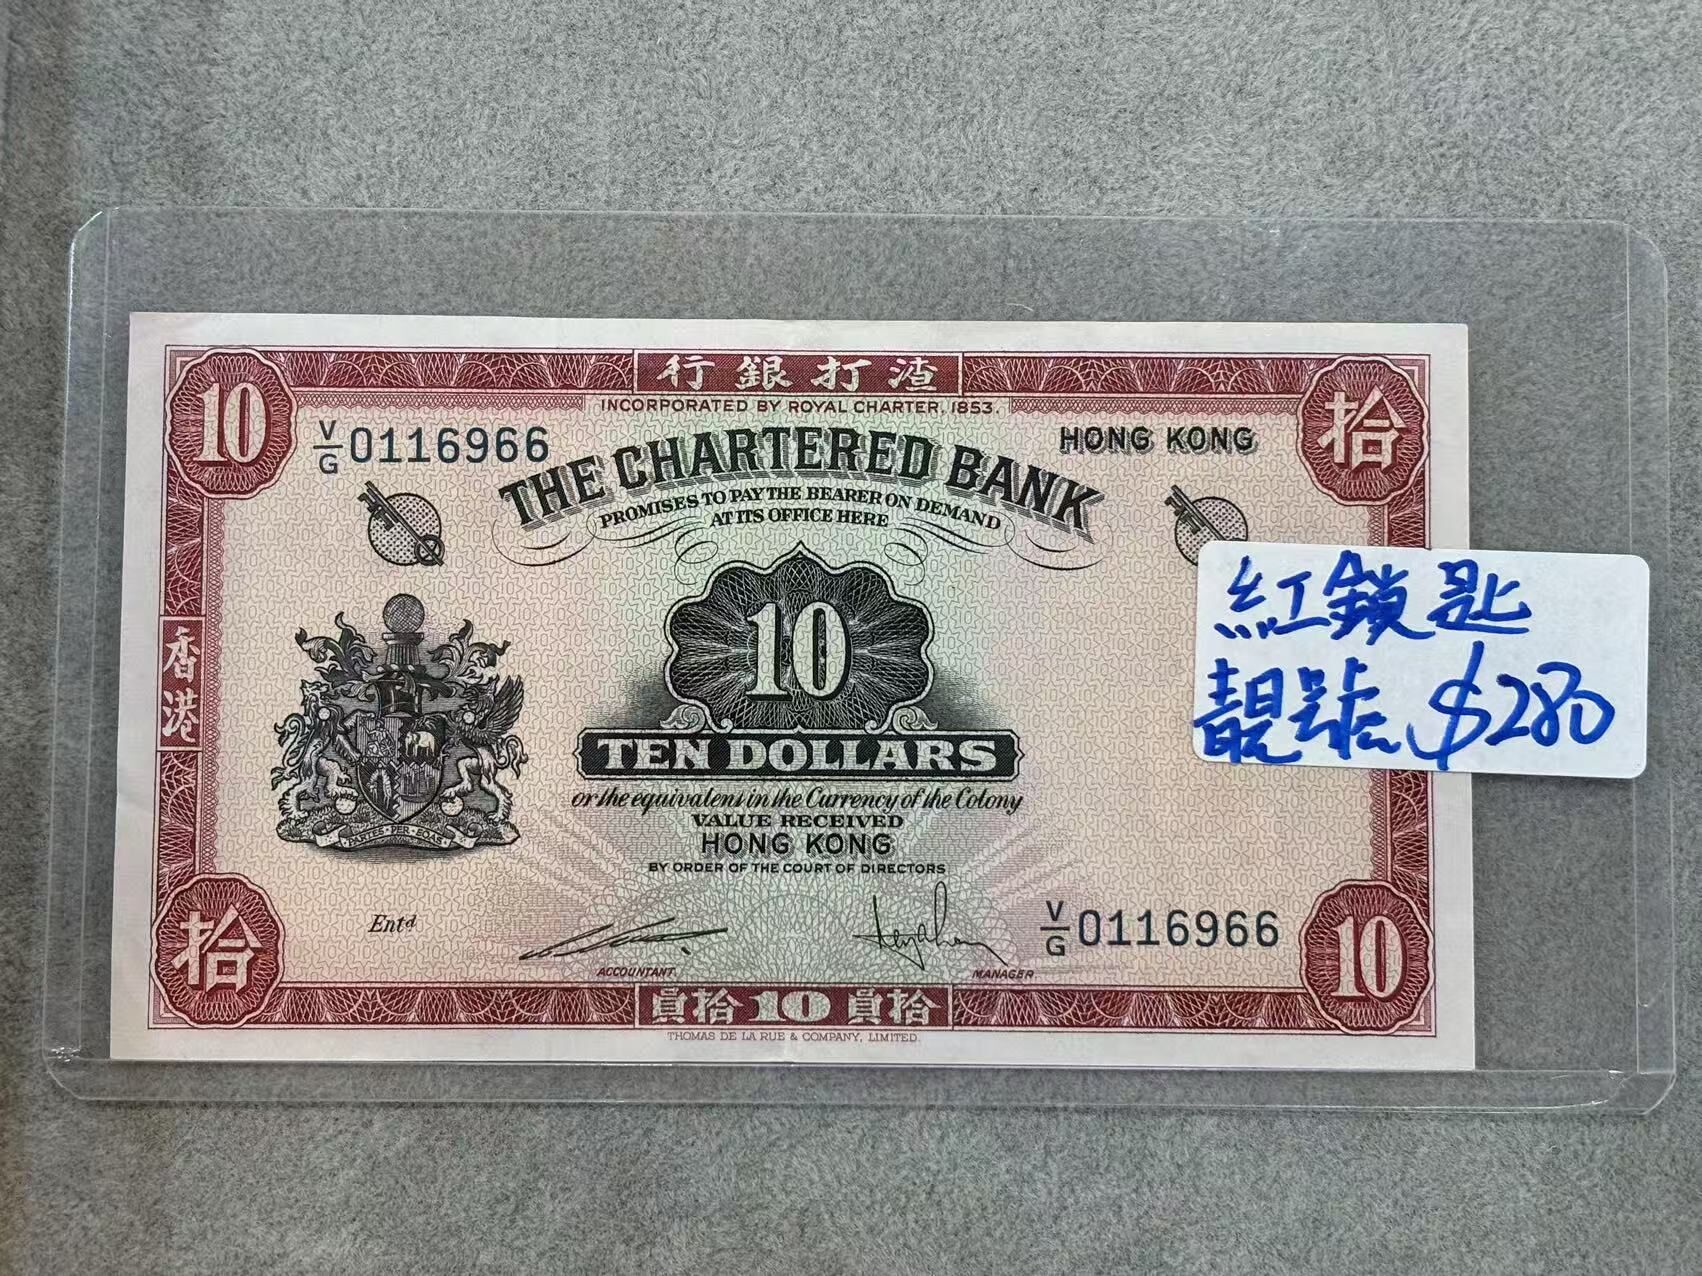 行銀打渣
INCORPORATED BY ROYAL CHARTER, 1853.
10
拾
V/G 0116966
HONG KONG
THE CHARTERED BANK
PROMISES TO PAY THE BEARER ON DEMAND
AT ITS OFFICE HERE
10
紅鎖匙
靚號 $280
香港
TEN DOLLARS
or the equivalent in the Currency of the Colony
VALUE RECEIVED
HONG KONG
BY ORDER OF THE COURT OF DIRECTORS
Entd
V/G 0116966
拾
10
ACCOUNTANT.
MANAGER
員拾 10 員拾
THOMAS DE LA RUE & COMPANY, LIMITED.